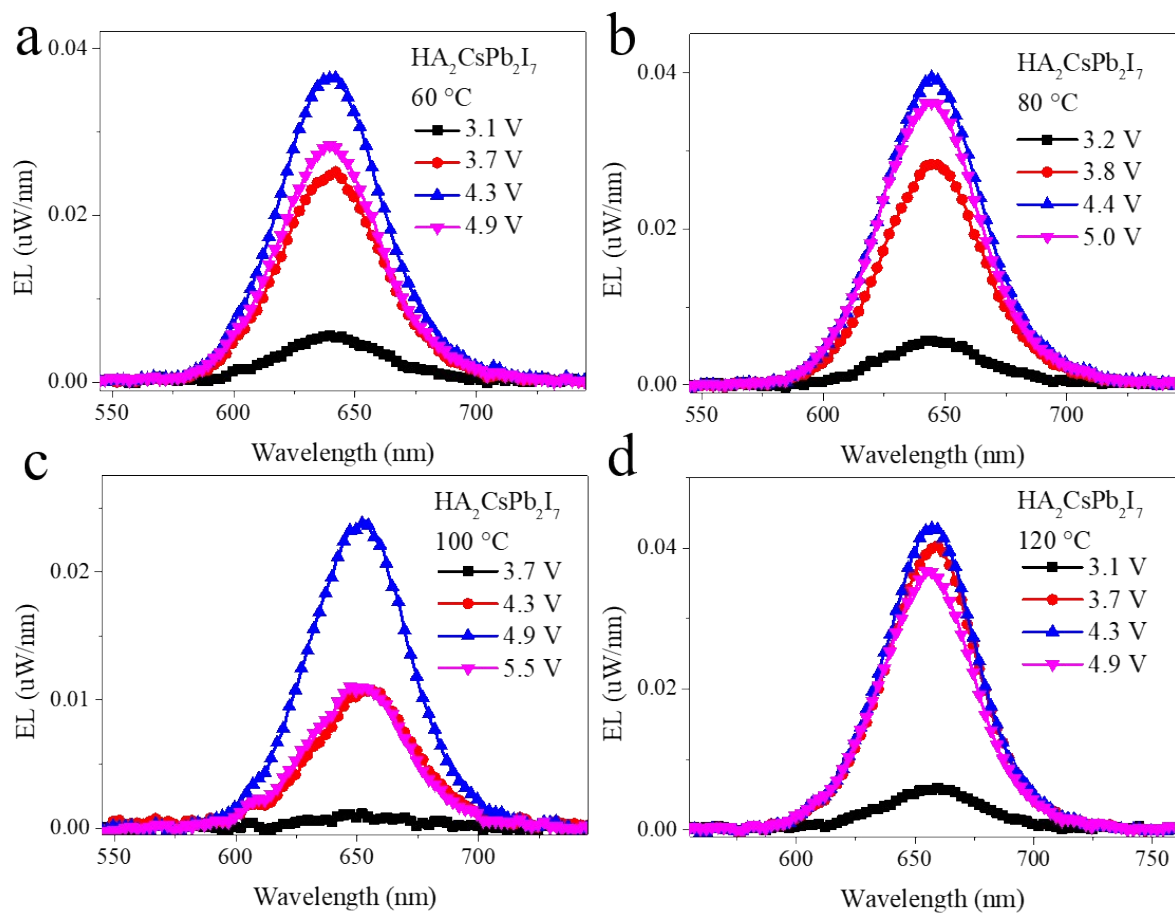 a
HA₂CsPb₂I₇
60 °C
3.1 V
3.7 V
4.3 V
4.9 V
0.04
0.02
0.00
EL (uW/nm)
550 600 650 700
Wavelength (nm)
b
HA₂CsPb₂I₇
80 °C
3.2 V
3.8 V
4.4 V
5.0 V
0.04
0.02
0.00
EL (uW/nm)
550 600 650 700
Wavelength (nm)
c
HA₂CsPb₂I₇
100 °C
3.7 V
4.3 V
4.9 V
5.5 V
0.02
0.01
0.00
EL (uW/nm)
550 600 650 700
Wavelength (nm)
d
HA₂CsPb₂I₇
120 °C
3.1 V
3.7 V
4.3 V
4.9 V
0.04
0.02
0.00
EL (uW/nm)
600 650 700 750
Wavelength (nm)